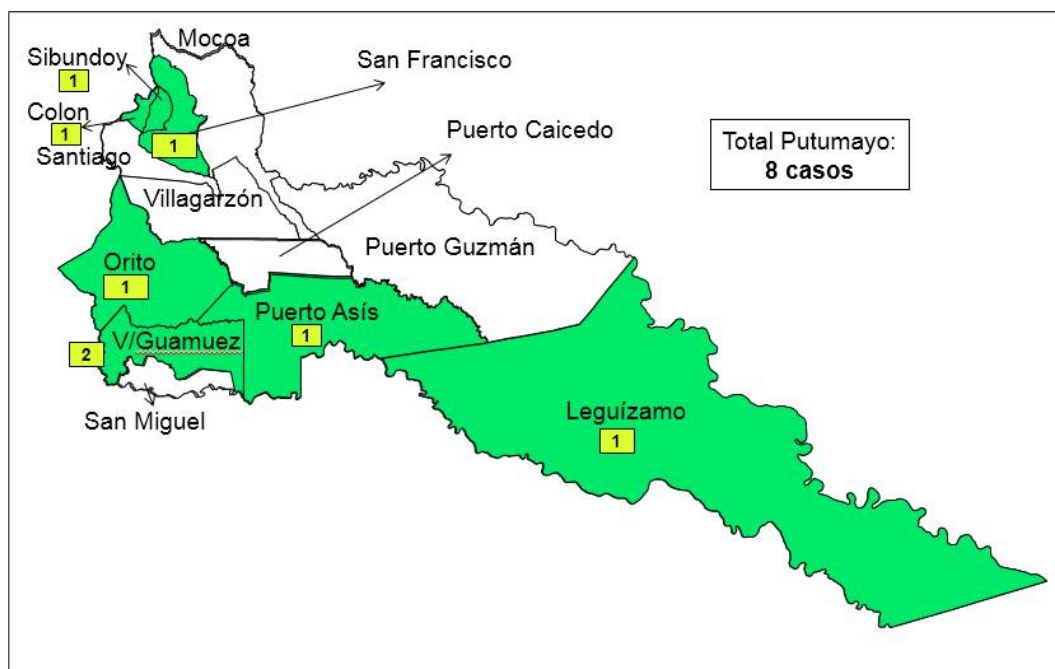 Mocoa
Sibundoy
1
San Francisco
Colon
1
1
Santiago
Puerto Caicedo
Total Putumayo:
8 casos
Villagarzón
Puerto Guzmán
Orito
1
Puerto Asís
1
V/Guamuez
2
San Miguel
Leguízamo
1